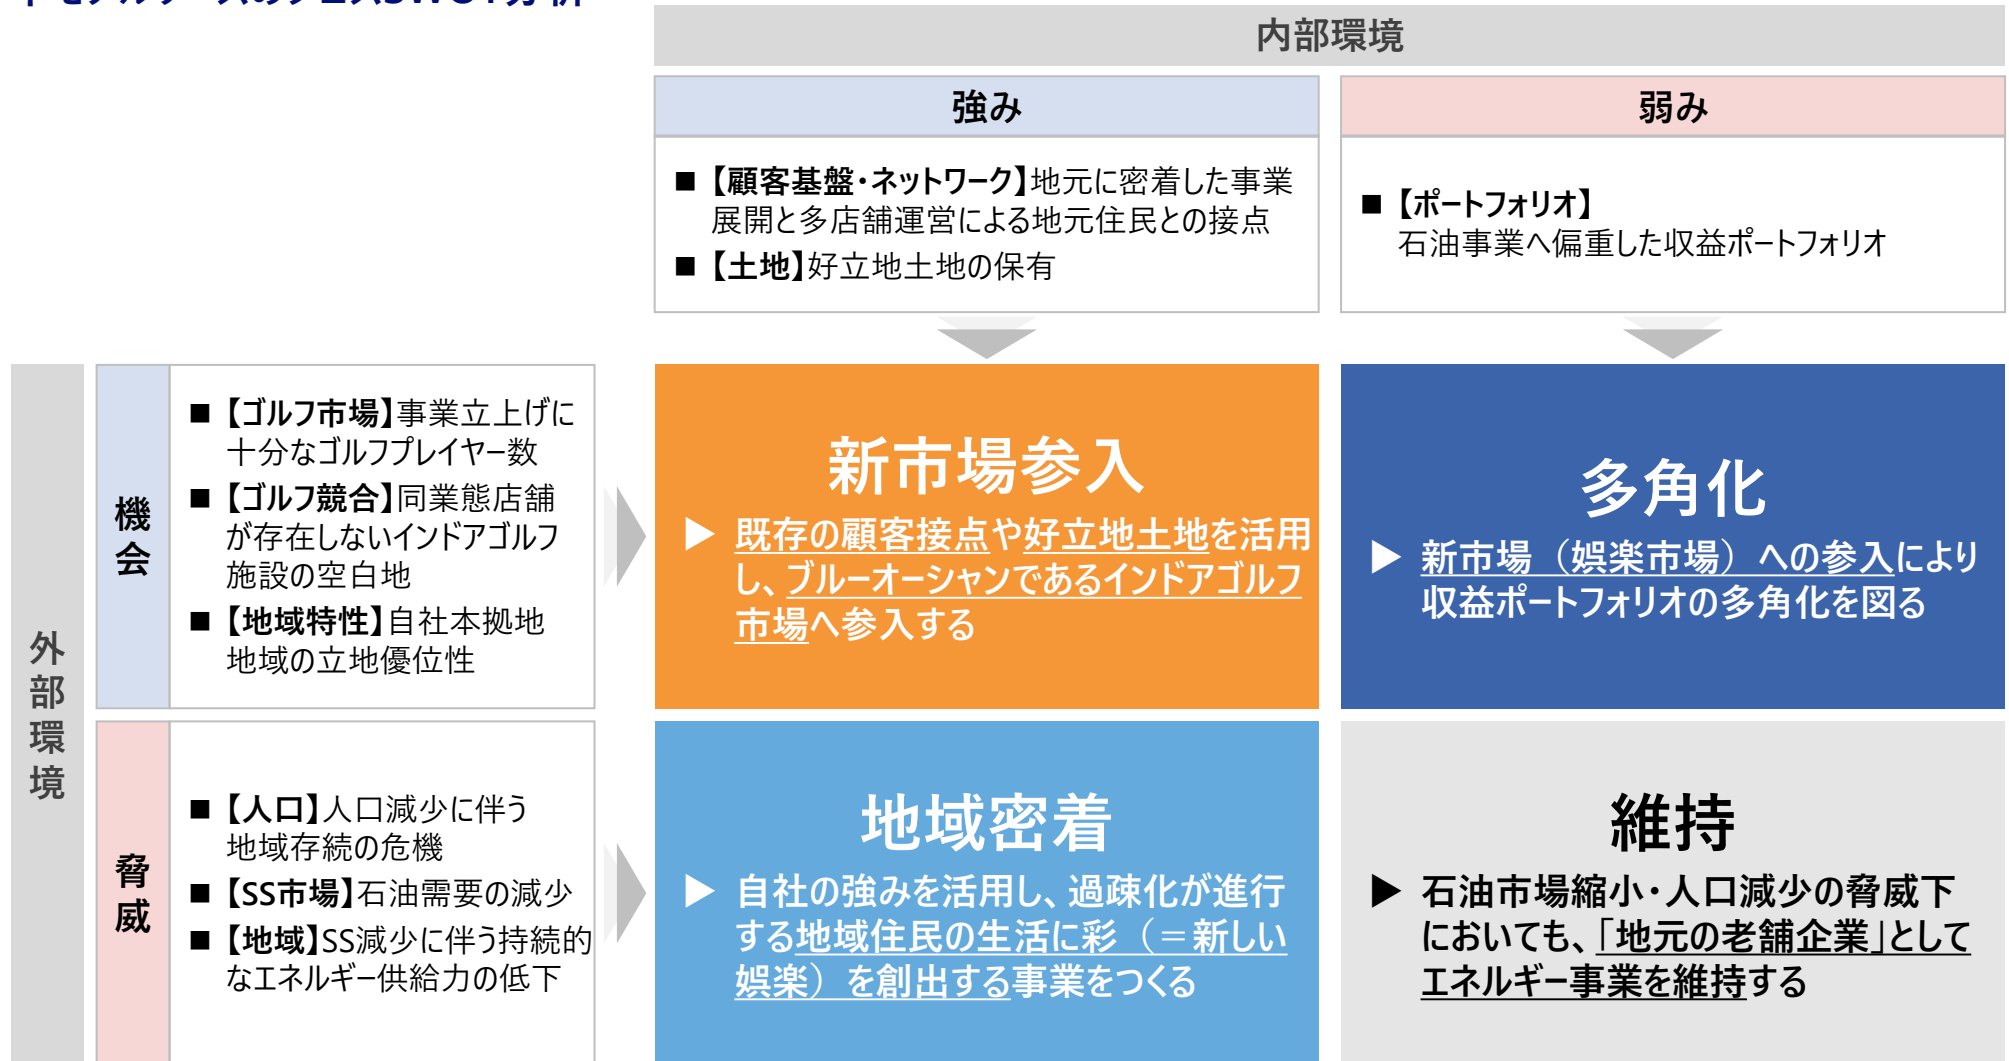 内部環境
強み
弱み
■【顧客基盤・ネットワーク】地元に密着した事業
展開と多店舗運営による地元住民との接点
■【土地】好立地土地の保有
■【ポートフォリオ】
石油事業へ偏重した収益ポートフォリオ
外部環境
機会
■【ゴルフ市場】事業立上げに
十分なゴルフプレイヤー数
■【ゴルフ競合】同業態店舗
が存在しないインドアゴルフ
施設の空白地
■【地域特性】自社本拠地
地域の立地優位性
新市場参入
▶ 既存の顧客接点や好立地土地を活用
し、ブルーオーシャンであるインドアゴルフ
市場へ参入する
多角化
▶ 新市場（娯楽市場）への参入により
収益ポートフォリオの多角化を図る
脅威
■【人口】人口減少に伴う
地域存続の危機
■【SS市場】石油需要の減少
■【地域】SS減少に伴う持続的
なエネルギー供給力の低下
地域密着
▶ 自社の強みを活用し、過疎化が進行
する地域住民の生活に彩（＝新しい
娯楽）を創出する事業をつくる
維持
▶ 石油市場縮小・人口減少の脅威下
においても、「地元の老舗企業」として
エネルギー事業を維持する